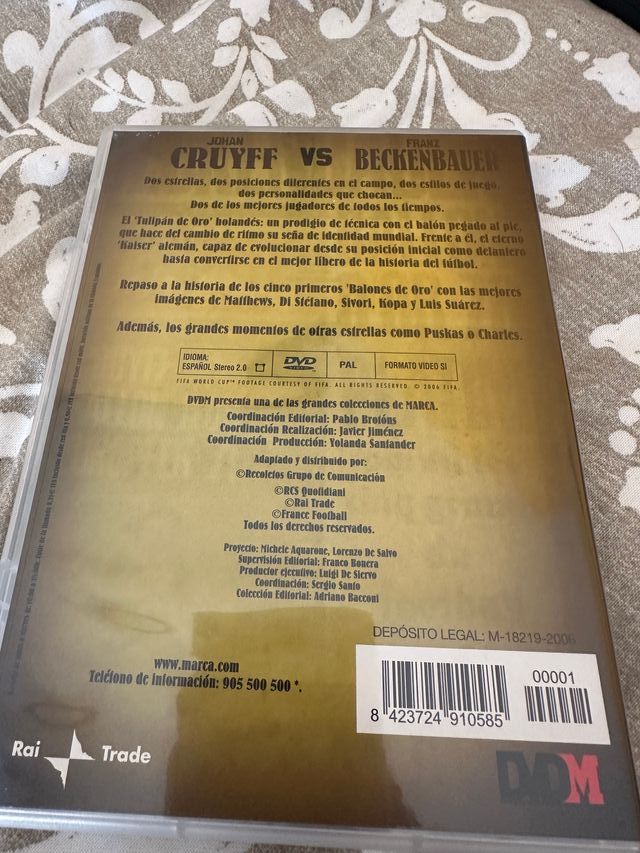 JOHAN FRANZ
CRUYFF VS BECKENBAUER
Dos estrellas, dos posiciones diferentes en el campo, dos estilos de juego,
dos personalidades que chocan...
Dos de los mejores jugadores de todos los tiempos.
El 'Tulipán de Oro' holandés: un prodigio de técnica con el balón pegado al pie,
que hace del cambio de ritmo su seña de identidad mundial. Frente a él, el eterno
'Kaiser' alemán, capaz de evolucionar desde su posición inicial como delantero
hasta convertirse en el mejor líbero de la historia del fútbol.
Repaso a la historia de los cinco primeros 'Balones de Oro' con las mejores
imágenes de Matthews, Di Stéfano, Sívori, Kopa y Luis Suárez.
Además, los grandes momentos de otras estrellas como Puskas o Charles.
IDIOMA:
ESPAÑOL Stereo 2.0
DVD
VIDEO
PAL
FORMATO VIDEO SI
FIFA WORLD CUP™ FOOTAGE COURTESY OF FIFA. ALL RIGHTS RESERVED. © 2006 FIFA.
DVDM presenta una de las grandes colecciones de MARCA.
Coordinación Editorial: Pablo Brotóns
Coordinación Realización: Javier Jiménez
Coordinación Producción: Yolanda Santander
Adaptado y distribuido por:
©Recoletos Grupo de Comunicación
©RCS Quotidiani
©Rai Trade
©France Football
Todos los derechos reservados.
Proyecto: Michele Aquarone, Lorenzo De Salvo
Supervisión Editorial: Franco Bonera
Productor ejecutivo: Luigi De Siervo
Coordinación: Sergio Santo
Colección Editorial: Adriano Bacconi
DEPÓSITO LEGAL: M-18219-2006
www.marca.com
Teléfono de información: 905 500 500 *.
00001
8 423724 910585
Rai Trade
DVDM